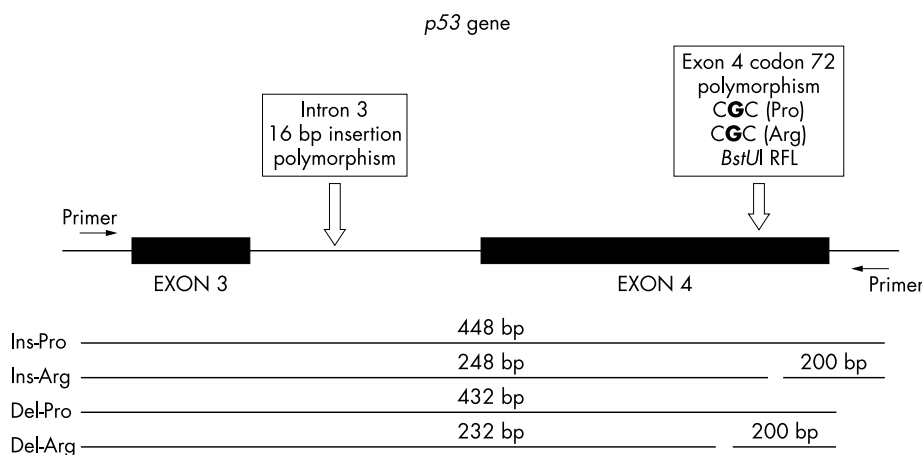 p53 gene
Intron 3
16 bp insertion
polymorphism
Exon 4 codon 72
polymorphism
CGC (Pro)
CGC (Arg)
BstUI RFL
Primer
EXON 3
EXON 4
Primer
448 bp
Ins-Pro
248 bp 200 bp
Ins-Arg
432 bp
Del-Pro
232 bp 200 bp
Del-Arg